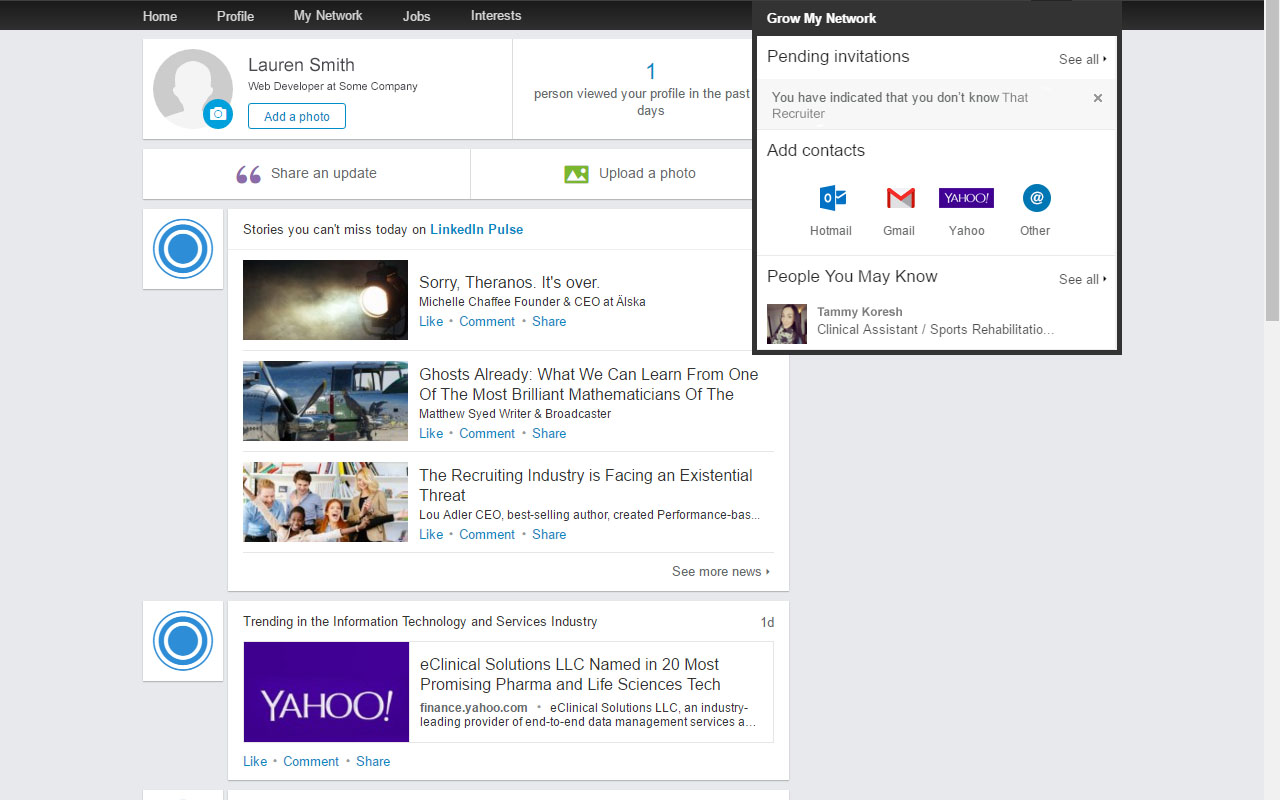 Home Profile My Network Jobs Interests
Grow My Network
Lauren Smith
Web Developer at Some Company
Add a photo
1
person viewed your profile in the past
days
Pending invitations
See all
You have indicated that you don't know That
Recruiter
Add contacts
YAHOO!
Hotmail Gmail Yahoo Other
People You May Know
See all
Tammy Koresh
Clinical Assistant / Sports Rehabilitatio...
Share an update
Upload a photo
Stories you can't miss today on LinkedIn Pulse
Sorry, Theranos. It's over.
Michelle Chaffee Founder & CEO at Älska
Like • Comment • Share
Ghosts Already: What We Can Learn From One
Of The Most Brilliant Mathematicians Of The
Matthew Syed Writer & Broadcaster
Like • Comment • Share
The Recruiting Industry is Facing an Existential
Threat
Lou Adler CEO, best-selling author, created Performance-bas...
Like • Comment • Share
See more news
Trending in the Information Technology and Services Industry
1d
YAHOO!
eClinical Solutions LLC Named in 20 Most
Promising Pharma and Life Sciences Tech
finance.yahoo.com • eClinical Solutions LLC, an industry-
leading provider of end-to-end data management services a...
Like • Comment • Share